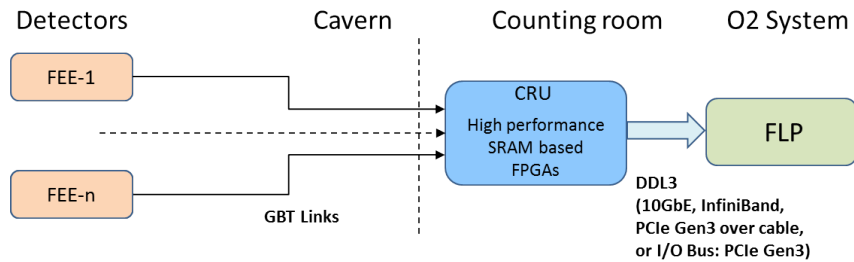 Detectors
Cavern
Counting room
O2 System
FEE-1
FEE-n
GBT Links
CRU
High performance
SRAM based
FPGAs
FLP
DDL3
(10GbE, InfiniBand,
PCIe Gen3 over cable,
or I/O Bus: PCIe Gen3)